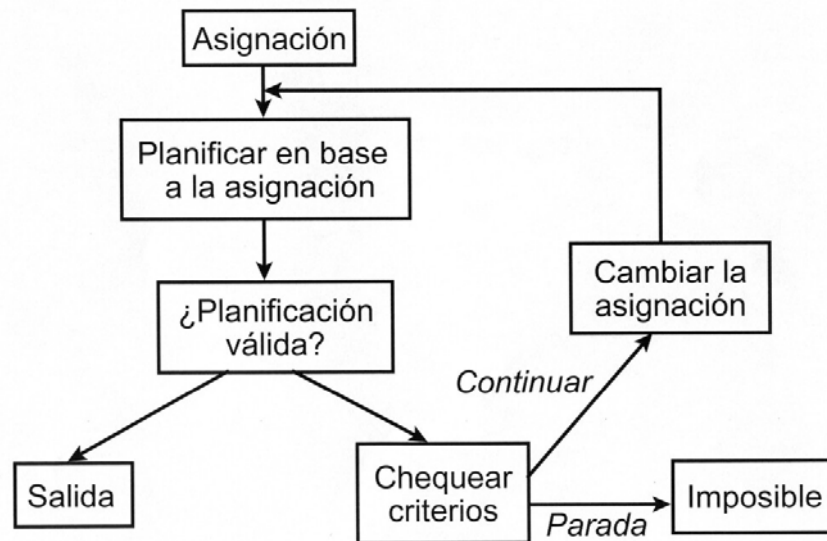 Asignación
Planificar en base
a la asignación
¿Planificación
válida?
Cambiar la
asignación
Continuar
Salida
Chequear
criterios
Parada
Imposible